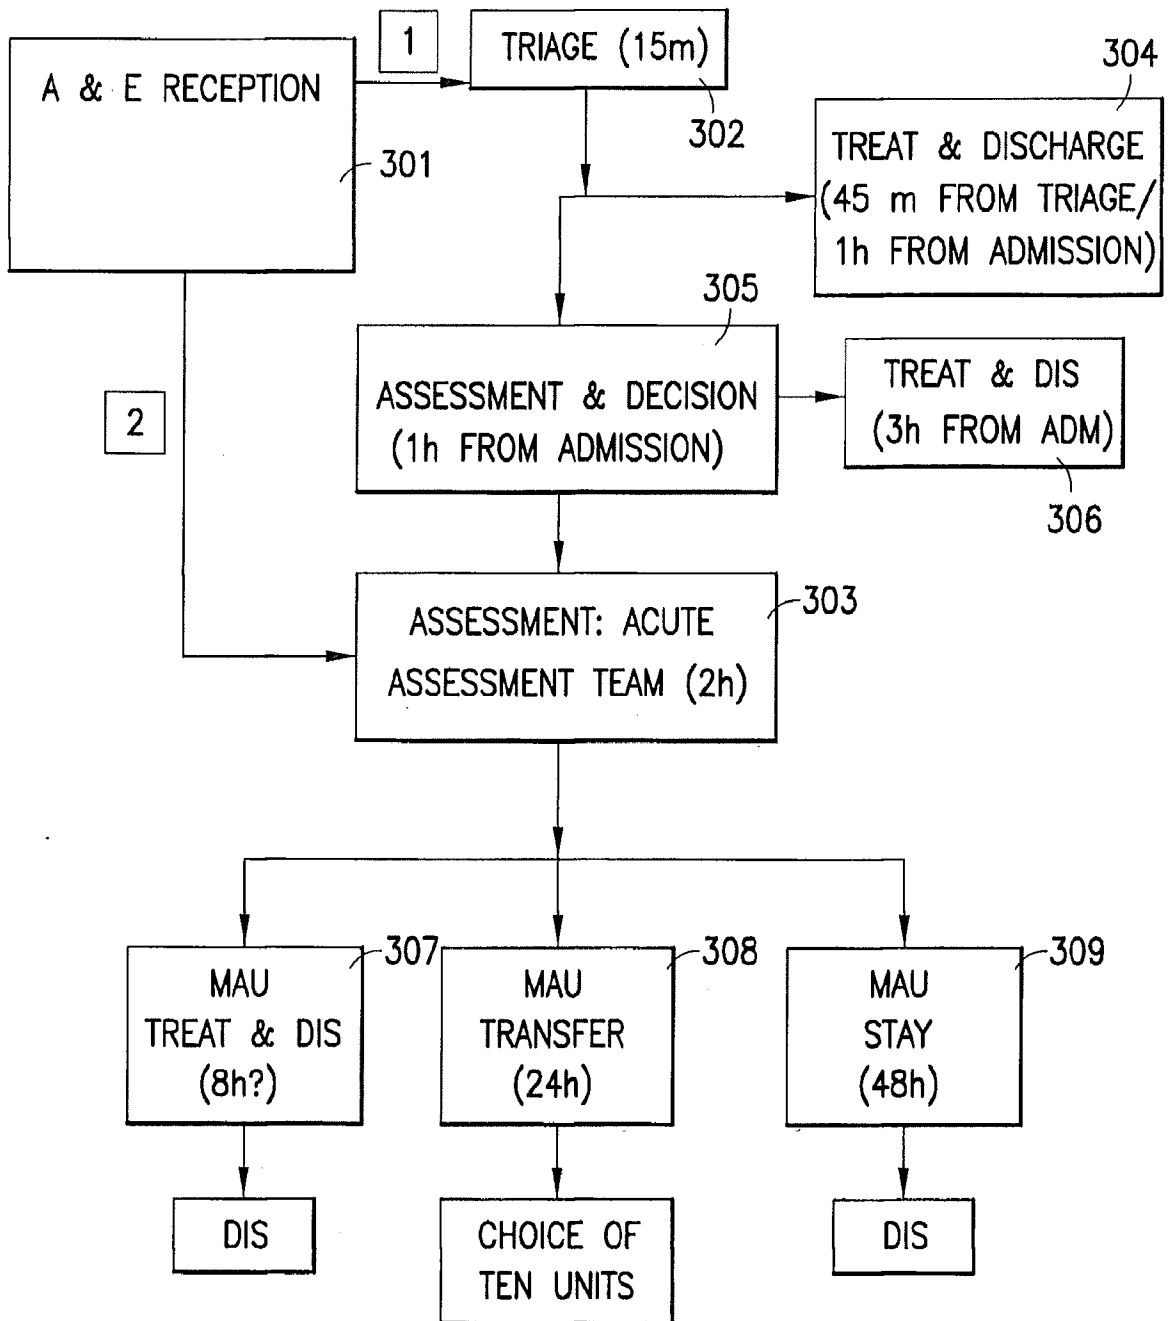 1
TRIAGE (15m)
A & E RECEPTION
301
302
304
TREAT & DISCHARGE
(45 m FROM TRIAGE/
1h FROM ADMISSION)
305
ASSESSMENT & DECISION
(1h FROM ADMISSION)
TREAT & DIS
(3h FROM ADM)
306
2
303
ASSESSMENT: ACUTE
ASSESSMENT TEAM (2h)
307
MAU
TREAT & DIS
(8h?)
308
MAU
TRANSFER
(24h)
309
MAU
STAY
(48h)
DIS
CHOICE OF
TEN UNITS
DIS